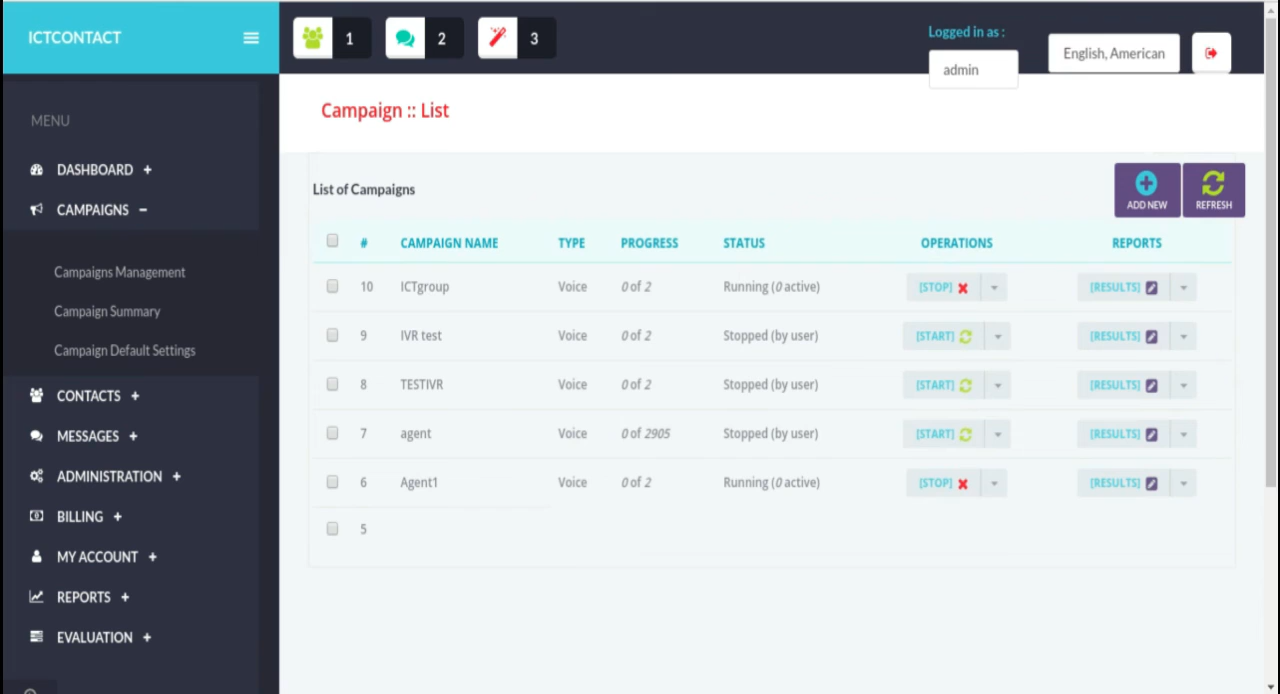 ICTCONTACT
1
2
3
Logged in as :
admin
English, American
MENU
DASHBOARD +
CAMPAIGNS −
Campaigns Management
Campaign Summary
Campaign Default Settings
CONTACTS +
MESSAGES +
ADMINISTRATION +
BILLING +
MY ACCOUNT +
REPORTS +
EVALUATION +
Campaign :: List
List of Campaigns
ADD NEW
REFRESH
# CAMPAIGN NAME TYPE PROGRESS STATUS OPERATIONS REPORTS
10 ICTgroup Voice 0 of 2 Running (0 active) [STOP] [RESULTS]
9 IVR test Voice 0 of 2 Stopped (by user) [START] [RESULTS]
8 TESTIVR Voice 0 of 2 Stopped (by user) [START] [RESULTS]
7 agent Voice 0 of 2905 Stopped (by user) [START] [RESULTS]
6 Agent1 Voice 0 of 2 Running (0 active) [STOP] [RESULTS]
5